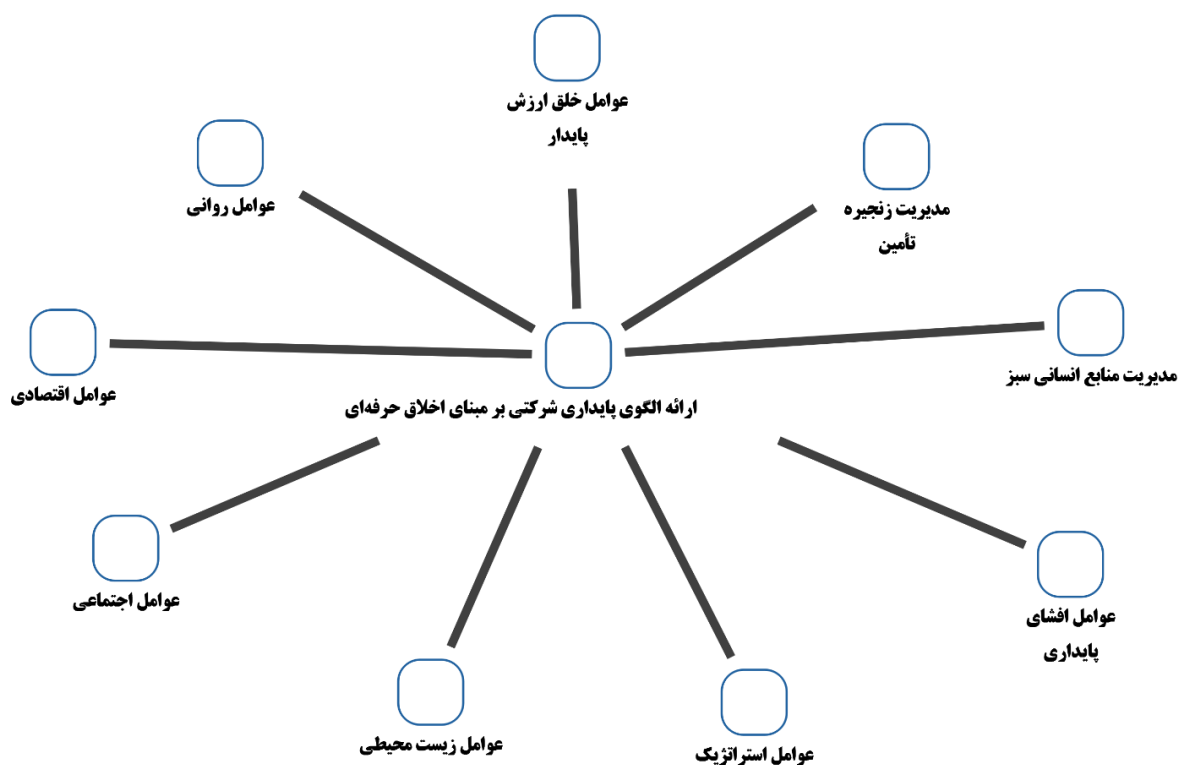 عوامل خلق ارزش
پایدار
مدیریت زنجیره
تأمین
عوامل روانی
مدیریت منابع انسانی سبز
عوامل اقتصادی
ارائه الگوی پایداری شرکتی بر مبنای اخلاق حرفه‌ای
عوامل اجتماعی
عوامل افشای
پایداری
عوامل زیست محیطی
عوامل استراتژیک